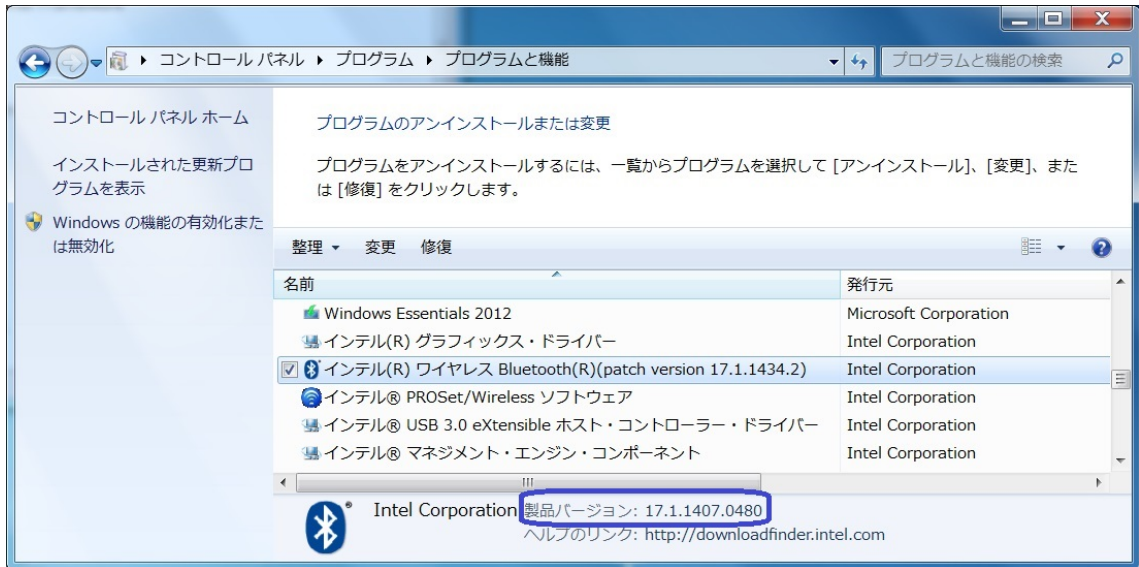 コントロール パネル ▸ プログラム ▸ プログラムと機能
プログラムと機能の検索
コントロール パネル ホーム
インストールされた更新プロ
グラムを表示
Windows の機能の有効化また
は無効化
プログラムのアンインストールまたは変更
プログラムをアンインストールするには、一覧からプログラムを選択して [アンインストール]、[変更]、また
は [修復] をクリックします。
整理 変更 修復
名前 発行元
Windows Essentials 2012 Microsoft Corporation
インテル(R) グラフィックス・ドライバー Intel Corporation
インテル(R) ワイヤレス Bluetooth(R)(patch version 17.1.1434.2) Intel Corporation
インテル® PROSet/Wireless ソフトウェア Intel Corporation
インテル® USB 3.0 eXtensible ホスト・コントローラー・ドライバー Intel Corporation
インテル® マネジメント・エンジン・コンポーネント Intel Corporation
Intel Corporation 製品バージョン: 17.1.1407.0480
ヘルプのリンク: http://downloadfinder.intel.com